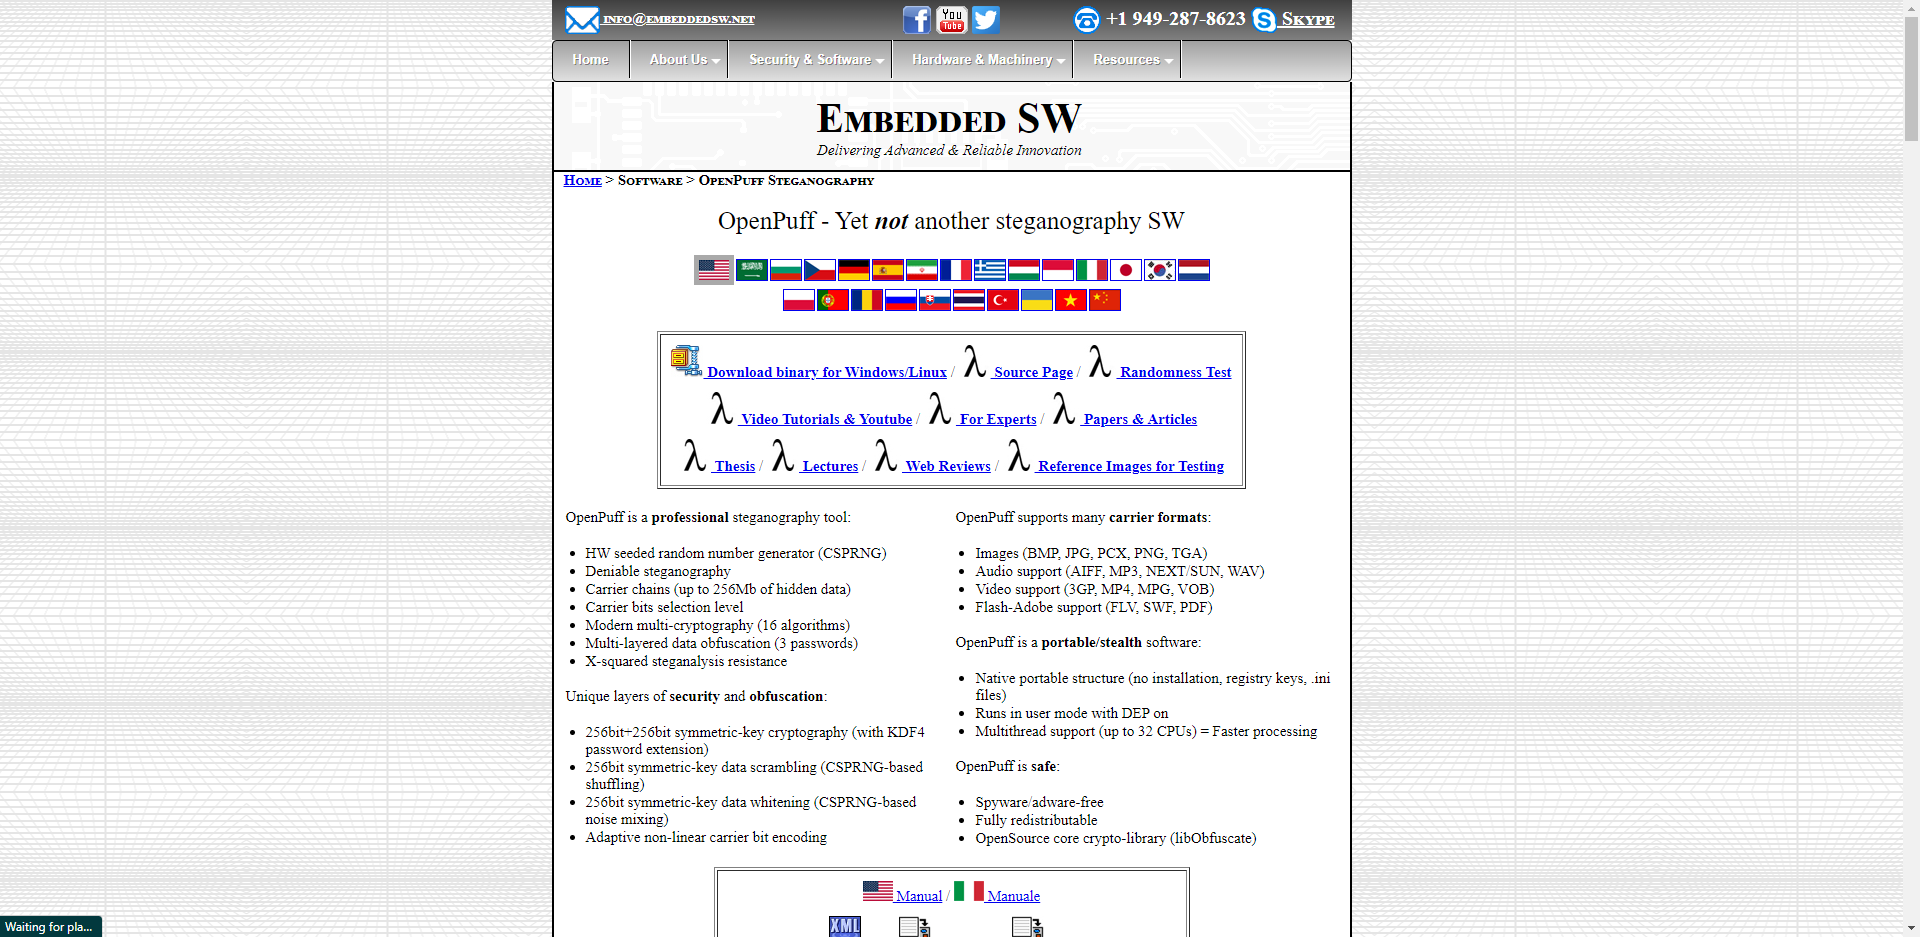 INFO@EMBEDDEDSW.NET
You Tube
+1 949-287-8623 SKYPE
Home About Us Security & Software Hardware & Machinery Resources
EMBEDDED SW
Delivering Advanced & Reliable Innovation
HOME > SOFTWARE > OPENPUFF STEGANOGRAPHY
OpenPuff - Yet not another steganography SW
Download binary for Windows/Linux / λ Source Page / λ Randomness Test
λ Video Tutorials & Youtube / λ For Experts / λ Papers & Articles
λ Thesis / λ Lectures / λ Web Reviews / λ Reference Images for Testing
OpenPuff is a professional steganography tool:
• HW seeded random number generator (CSPRNG)
• Deniable steganography
• Carrier chains (up to 256Mb of hidden data)
• Carrier bits selection level
• Modern multi-cryptography (16 algorithms)
• Multi-layered data obfuscation (3 passwords)
• X-squared steganalysis resistance
Unique layers of security and obfuscation:
• 256bit+256bit symmetric-key cryptography (with KDF4
password extension)
• 256bit symmetric-key data scrambling (CSPRNG-based
shuffling)
• 256bit symmetric-key data whitening (CSPRNG-based
noise mixing)
• Adaptive non-linear carrier bit encoding
OpenPuff supports many carrier formats:
• Images (BMP, JPG, PCX, PNG, TGA)
• Audio support (AIFF, MP3, NEXT/SUN, WAV)
• Video support (3GP, MP4, MPG, VOB)
• Flash-Adobe support (FLV, SWF, PDF)
OpenPuff is a portable/stealth software:
• Native portable structure (no installation, registry keys, .ini
files)
• Runs in user mode with DEP on
• Multithread support (up to 32 CPUs) = Faster processing
OpenPuff is safe:
• Spyware/adware-free
• Fully redistributable
• OpenSource core crypto-library (libObfuscate)
Manual / Manuale
XML
Waiting for pla...